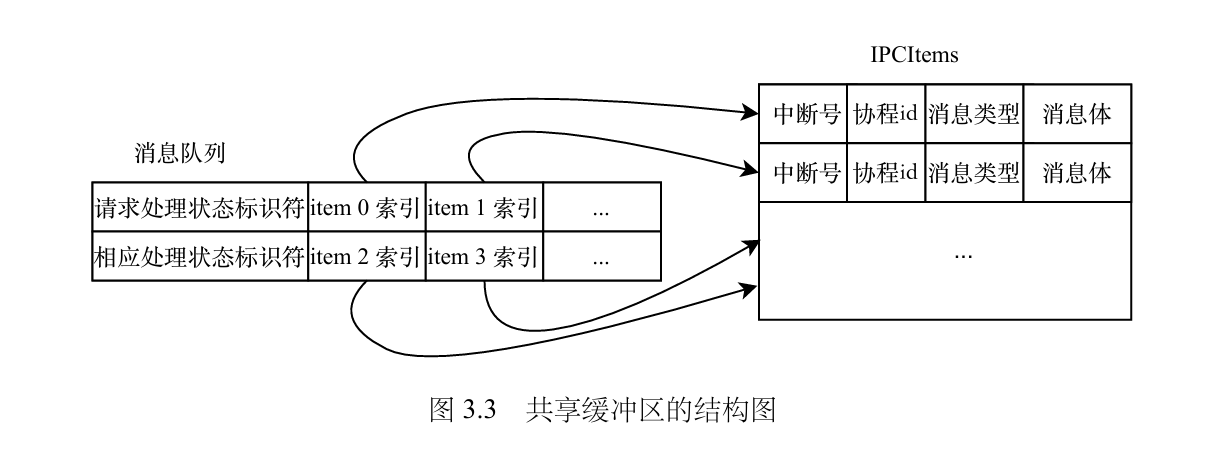 IPCItems
中断号 协程id 消息类型 消息体
中断号 协程id 消息类型 消息体
...
消息队列
请求处理状态标识符 item 0 索引 item 1 索引 ...
相应处理状态标识符 item 2 索引 item 3 索引 ...
图 3.3 共享缓冲区的结构图